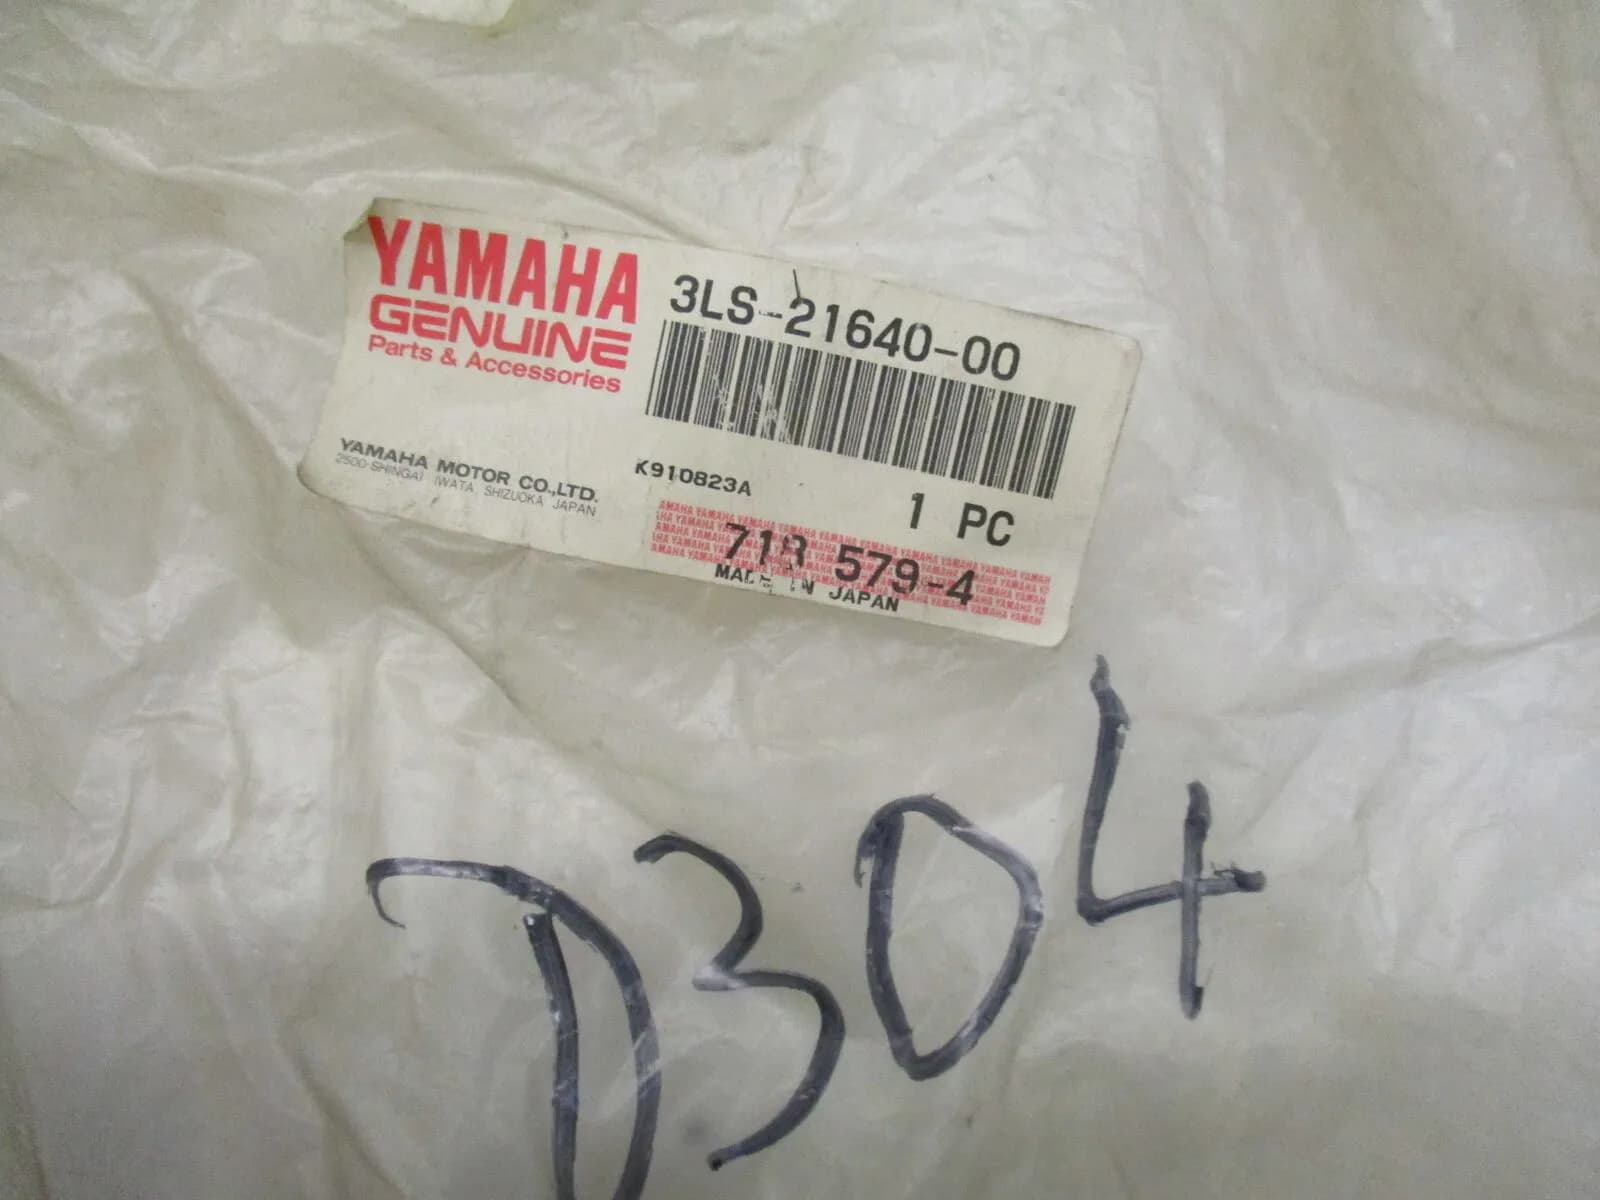 YAMAHA
GENUINE
Parts & Accessories
3LS-21640-00
YAMAHA MOTOR CO.,LTD.
2500 SHINGAI IWATA SHIZUOKA JAPAN
K910823A
1 PC
579-4
MADE IN JAPAN
D304